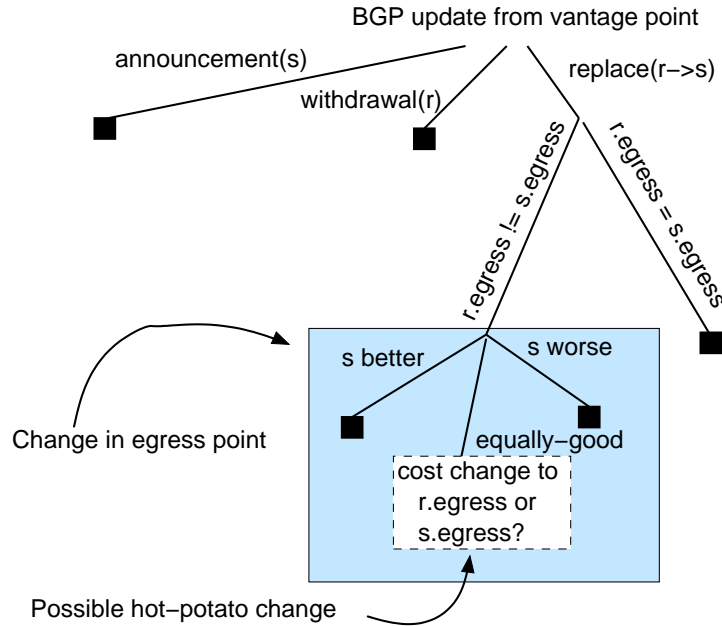 BGP update from vantage point
announcement(s)
withdrawal(r)
replace(r->s)
r.egress != s.egress
r.egress = s.egress
s better
s worse
equally−good
Change in egress point
cost change to
r.egress or
s.egress?
Possible hot−potato change